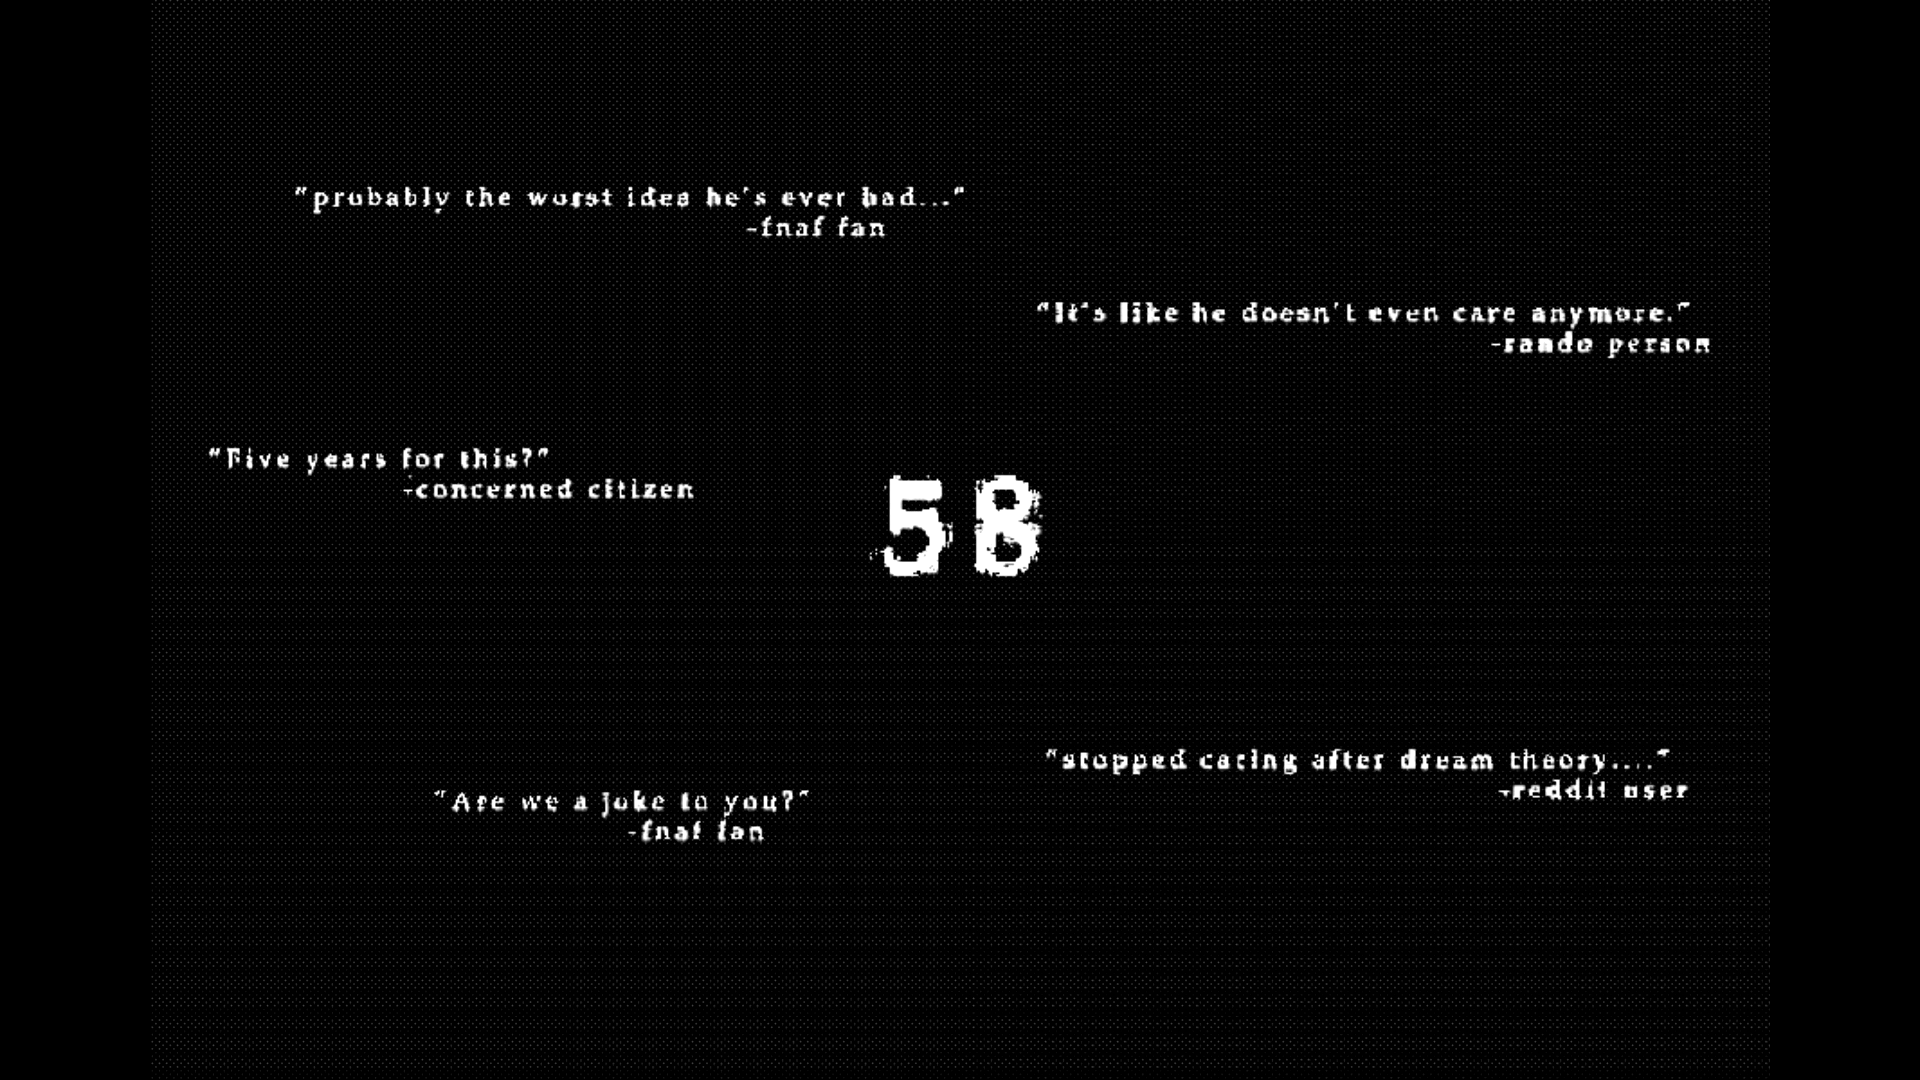 "probably the worst idea he's ever had..."
-fnaf fan
"It's like he doesn't even care anymore."
-rando person
"Five years for this?"
-concerned citizen
58
"stopped caring after dream theory...."
-reddit user
"Are we a joke to you?"
-fnaf fan